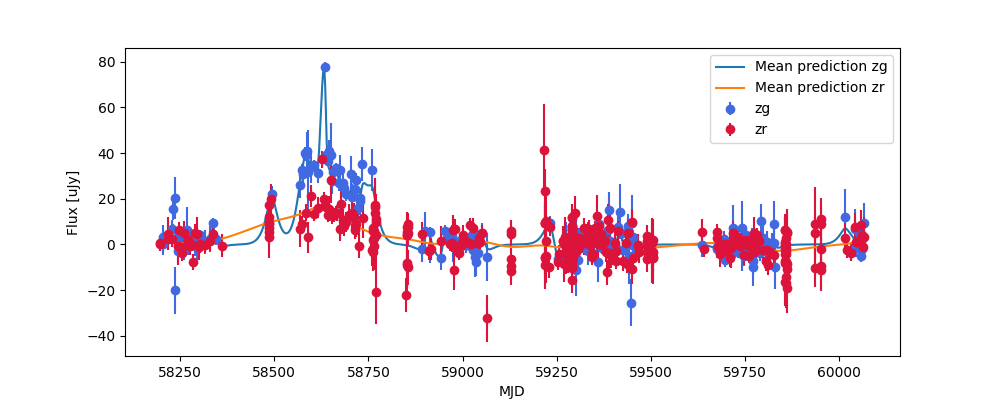 80
60
40
20
0
−20
−40
Flux [uJy]
58250
58500
58750
59000
59250
59500
59750
60000
MJD
Mean prediction zg
Mean prediction zr
zg
zr